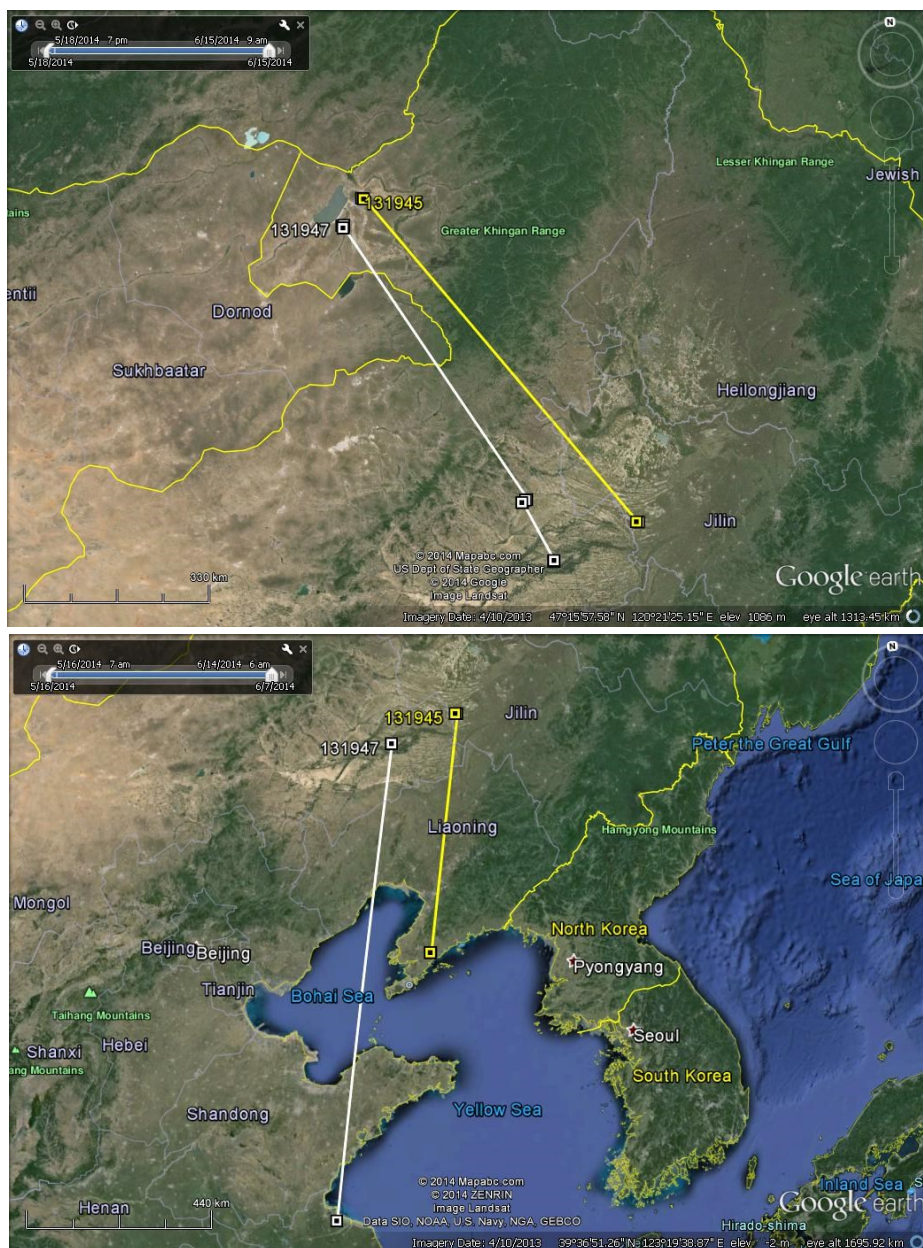 5/18/2014 7 pm 6/15/2014 9 am
5/18/2014 6/15/2014
N
Lesser Khingan Range
Jewish
tains
131945
131947
Greater Khingan Range
entii
Dornod
Sukhbaatar
Heilongjiang
Jilin
© 2014 Mapabc.com
US Dept of State Geographer
© 2014 Google
Image Landsat
330 km
Google earth
Imagery Date: 4/10/2013 47°15'57.58" N 120°21'25.15" E elev 1086 m eye alt 1313.45 km
5/16/2014 7 am 6/14/2014 6 am
5/16/2014 6/7/2014
N
131945
Jilin
131947
Peter the Great Gulf
Liaoning
Hamgyong Mountains
Sea of Japa
Mongol
North Korea
Beijing Beijing
Pyongyang
Tianjin
Bohai Sea
Taihang Mountains
Hebei
Seoul
Shanxi
ang Mountains
South Korea
Shandong
Yellow Sea
© 2014 Mapabc.com
© 2014 ZENRIN
Image Landsat
Data SIO, NOAA, U.S. Navy, NGA, GEBCO
Henan
440 km
Inland Sea
S
Google earth
Hirado-shima
Imagery Date: 4/10/2013 39°36'51.26" N 123°19'38.87" E elev -2 m eye alt 1695.92 km